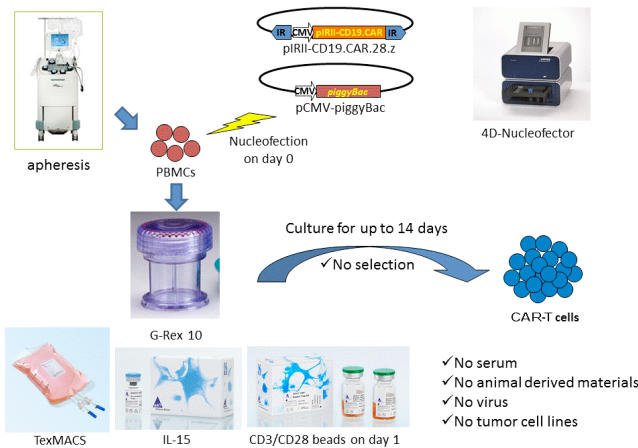 IR CMV pIRII-CD19.CAR IR
pIRII-CD19.CAR.28.z
CMV piggyBac
pCMV-piggyBac
4D-Nucleofector
apheresis
Nucleofection
on day 0
PBMCs
Culture for up to 14 days
✓No selection
G-Rex 10
CAR-T cells
TexMACS
IL-15
CD3/CD28 beads on day 1
✓No serum
✓No animal derived materials
✓No virus
✓No tumor cell lines